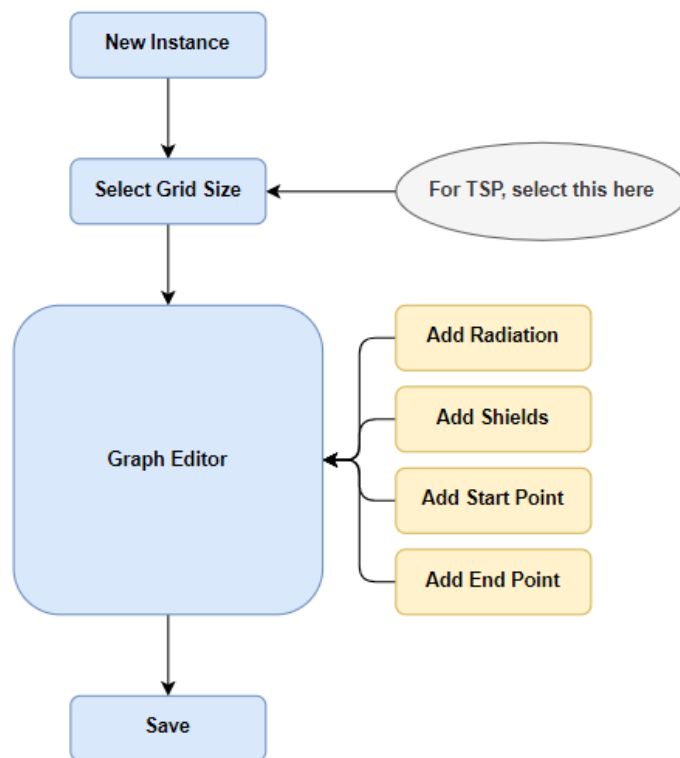 New Instance
Select Grid Size
For TSP, select this here
Add Radiation
Add Shields
Graph Editor
Add Start Point
Add End Point
Save